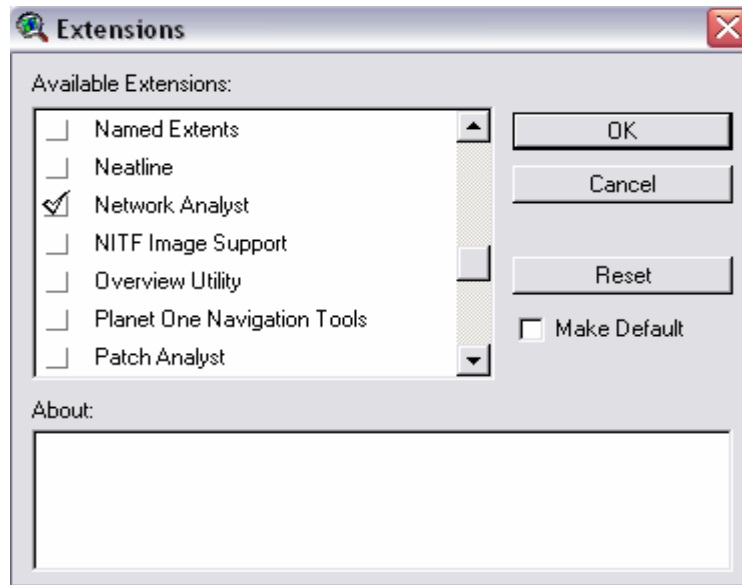 Extensions
Available Extensions:
Named Extents
Neatline
Network Analyst
NITF Image Support
Overview Utility
Planet One Navigation Tools
Patch Analyst
OK
Cancel
Reset
Make Default
About: